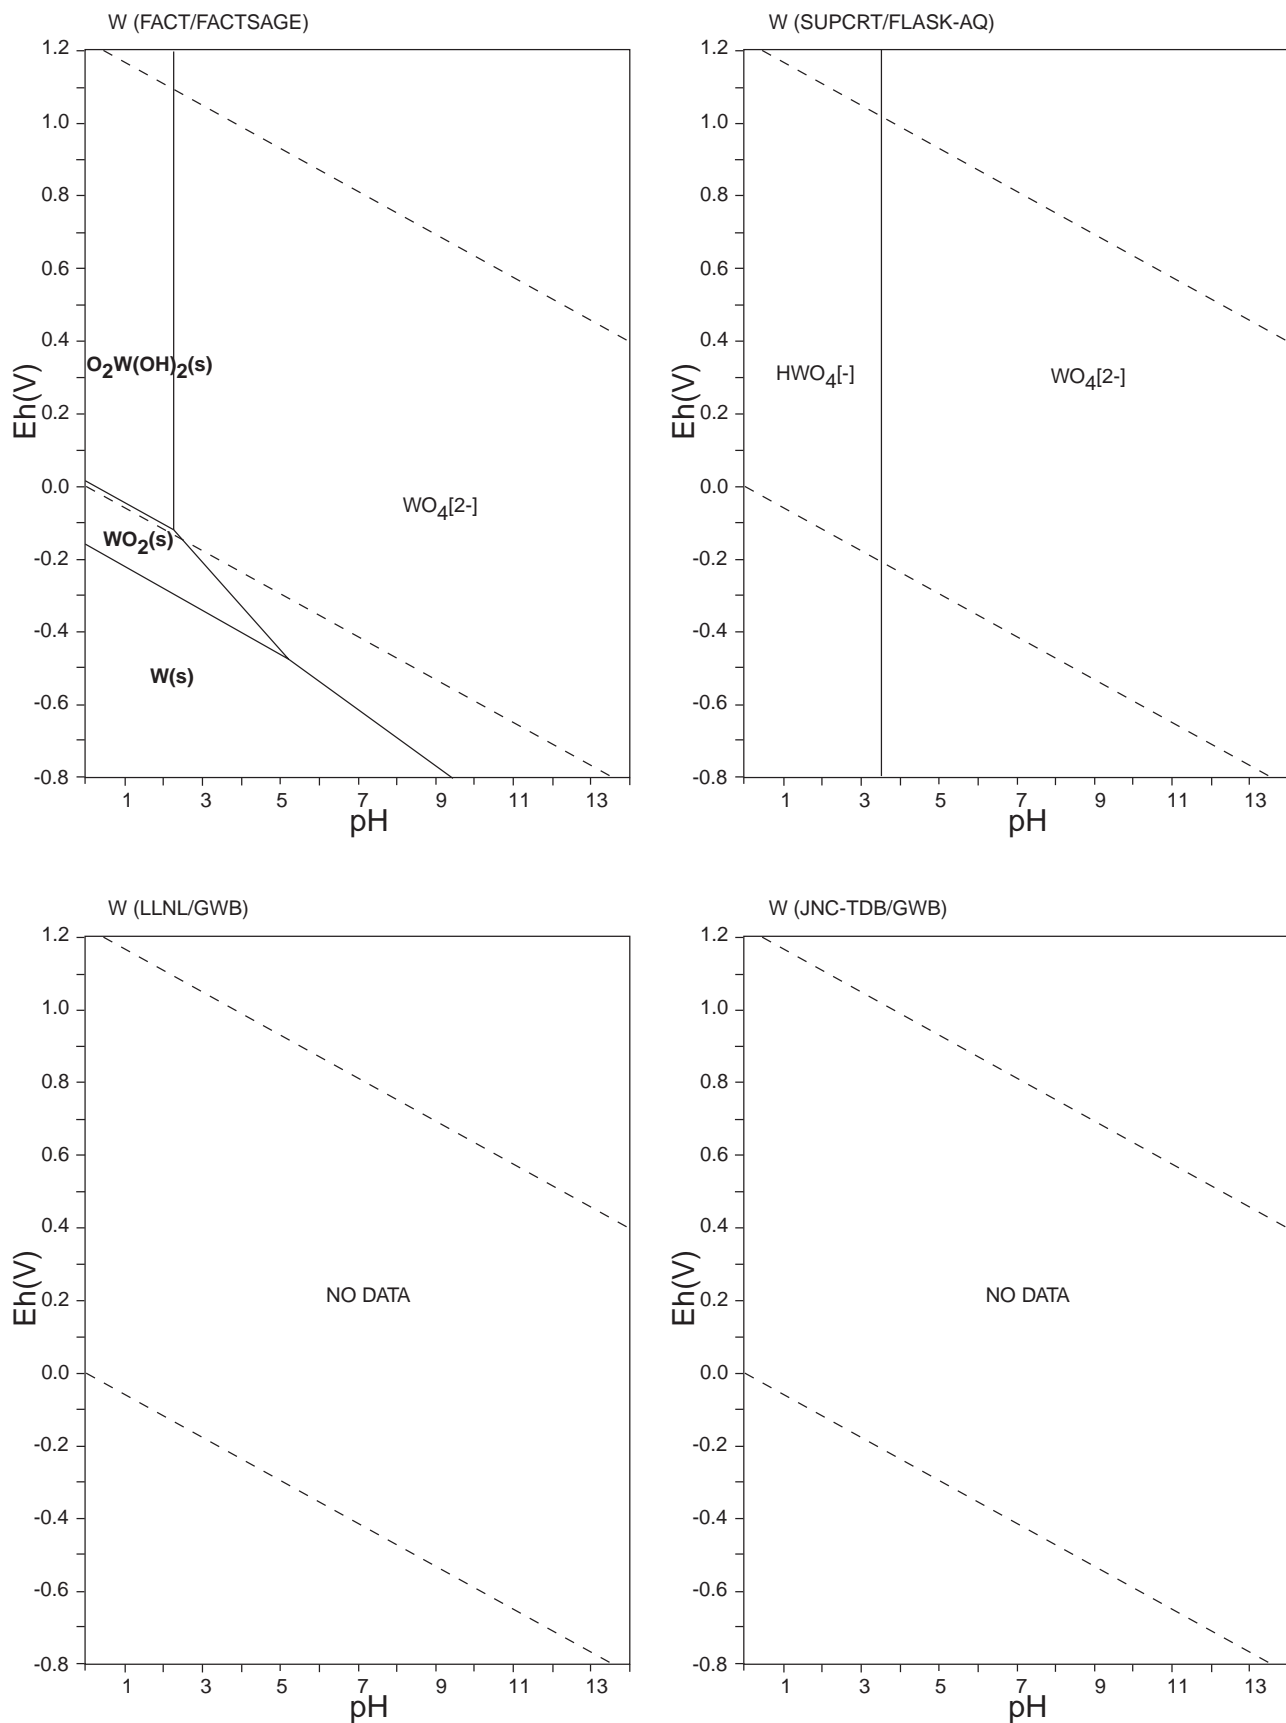 W (FACT/FACTSAGE)
1.2
1.0
0.8
0.6
0.4
0.2
0.0
-0.2
-0.4
-0.6
-0.8
Eh(V)
O2W(OH)2(s)
WO2(s)
W(s)
WO4[2-]
1 3 5 7 9 11 13
pH
W (SUPCRT/FLASK-AQ)
1.2
1.0
0.8
0.6
0.4
0.2
0.0
-0.2
-0.4
-0.6
-0.8
Eh(V)
HWO4[-]
WO4[2-]
1 3 5 7 9 11 13
pH
W (LLNL/GWB)
1.2
1.0
0.8
0.6
0.4
0.2
0.0
-0.2
-0.4
-0.6
-0.8
Eh(V)
NO DATA
1 3 5 7 9 11 13
pH
W (JNC-TDB/GWB)
1.2
1.0
0.8
0.6
0.4
0.2
0.0
-0.2
-0.4
-0.6
-0.8
Eh(V)
NO DATA
1 3 5 7 9 11 13
pH